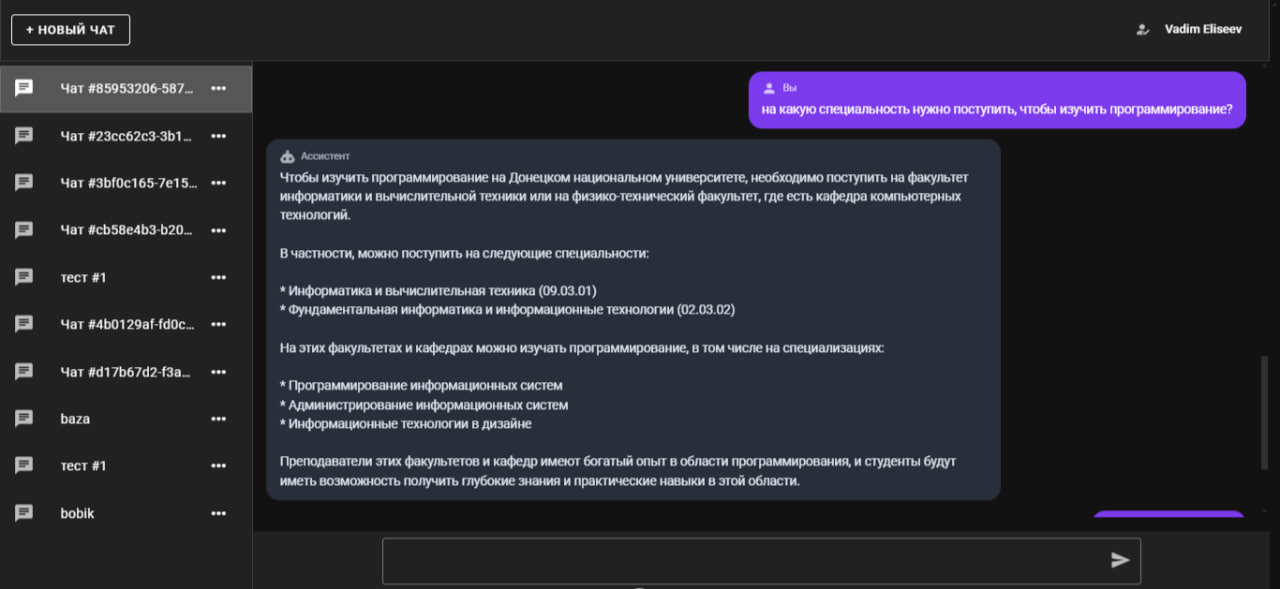 + НОВЫЙ ЧАТ
Vadim Eliseev
Чат #85953206-587...
Чат #23cc62c3-3b1...
Чат #3bf0c165-7e15...
Чат #cb58e4b3-b20...
тест #1
Чат #4b0129af-fd0c...
Чат #d17b67d2-f3a...
baza
тест #1
bobik
Вы
на какую специальность нужно поступить, чтобы изучить программирование?
Ассистент
Чтобы изучить программирование на Донецком национальном университете, необходимо поступить на факультет
информатики и вычислительной техники или на физико-технический факультет, где есть кафедра компьютерных
технологий.
В частности, можно поступить на следующие специальности:
* Информатика и вычислительная техника (09.03.01)
* Фундаментальная информатика и информационные технологии (02.03.02)
На этих факультетах и кафедрах можно изучать программирование, в том числе на специализациях:
* Программирование информационных систем
* Администрирование информационных систем
* Информационные технологии в дизайне
Преподаватели этих факультетов и кафедр имеют богатый опыт в области программирования, и студенты будут
иметь возможность получить глубокие знания и практические навыки в этой области.